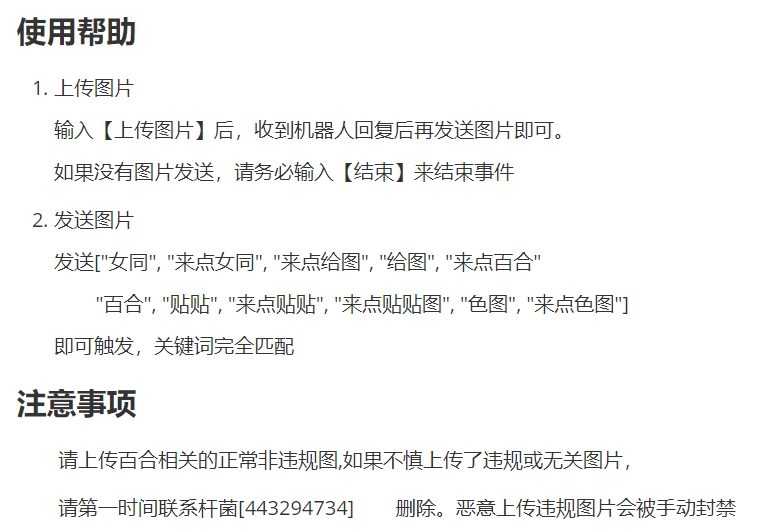 使用帮助
1. 上传图片
输入【上传图片】后，收到机器人回复后再发送图片即可。
如果没有图片发送，请务必输入【结束】来结束事件
2. 发送图片
发送["女同", "来点女同", "来点给图", "给图", "来点百合"
"百合", "贴贴", "来点贴贴", "来点贴贴图", "色图", "来点色图"]
即可触发，关键词完全匹配
注意事项
请上传百合相关的正常非违规图,如果不慎上传了违规或无关图片，
请第一时间联系杆菌[443294734] 删除。恶意上传违规图片会被手动封禁